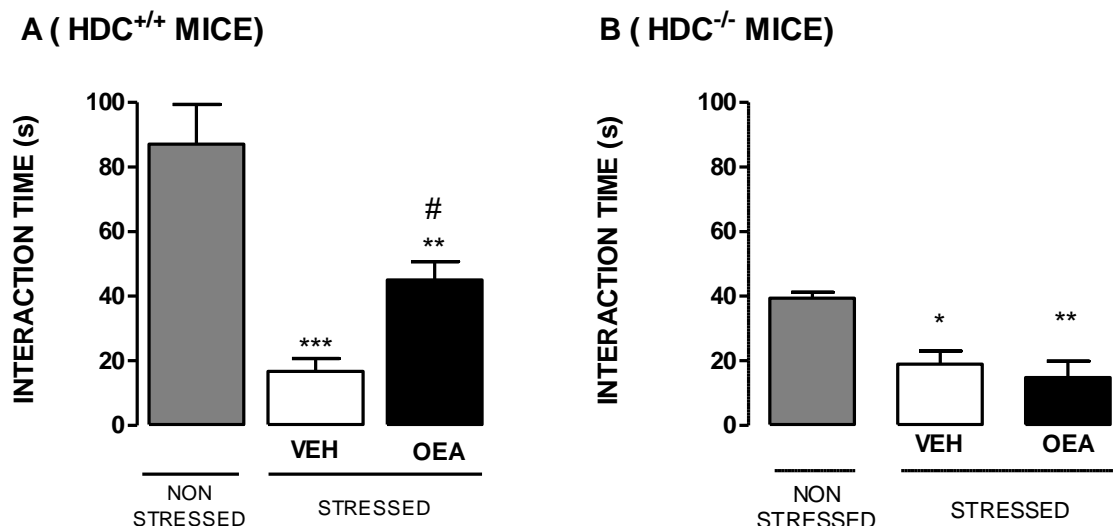 A ( HDC+/+ MICE)
INTERACTION TIME (s)
100
80
60
40
20
0
***
#
**
VEH
OEA
NON
STRESSED
STRESSED
B ( HDC-/- MICE)
INTERACTION TIME (s)
100
80
60
40
20
0
*
**
VEH
OEA
NON
STRESSED
STRESSED